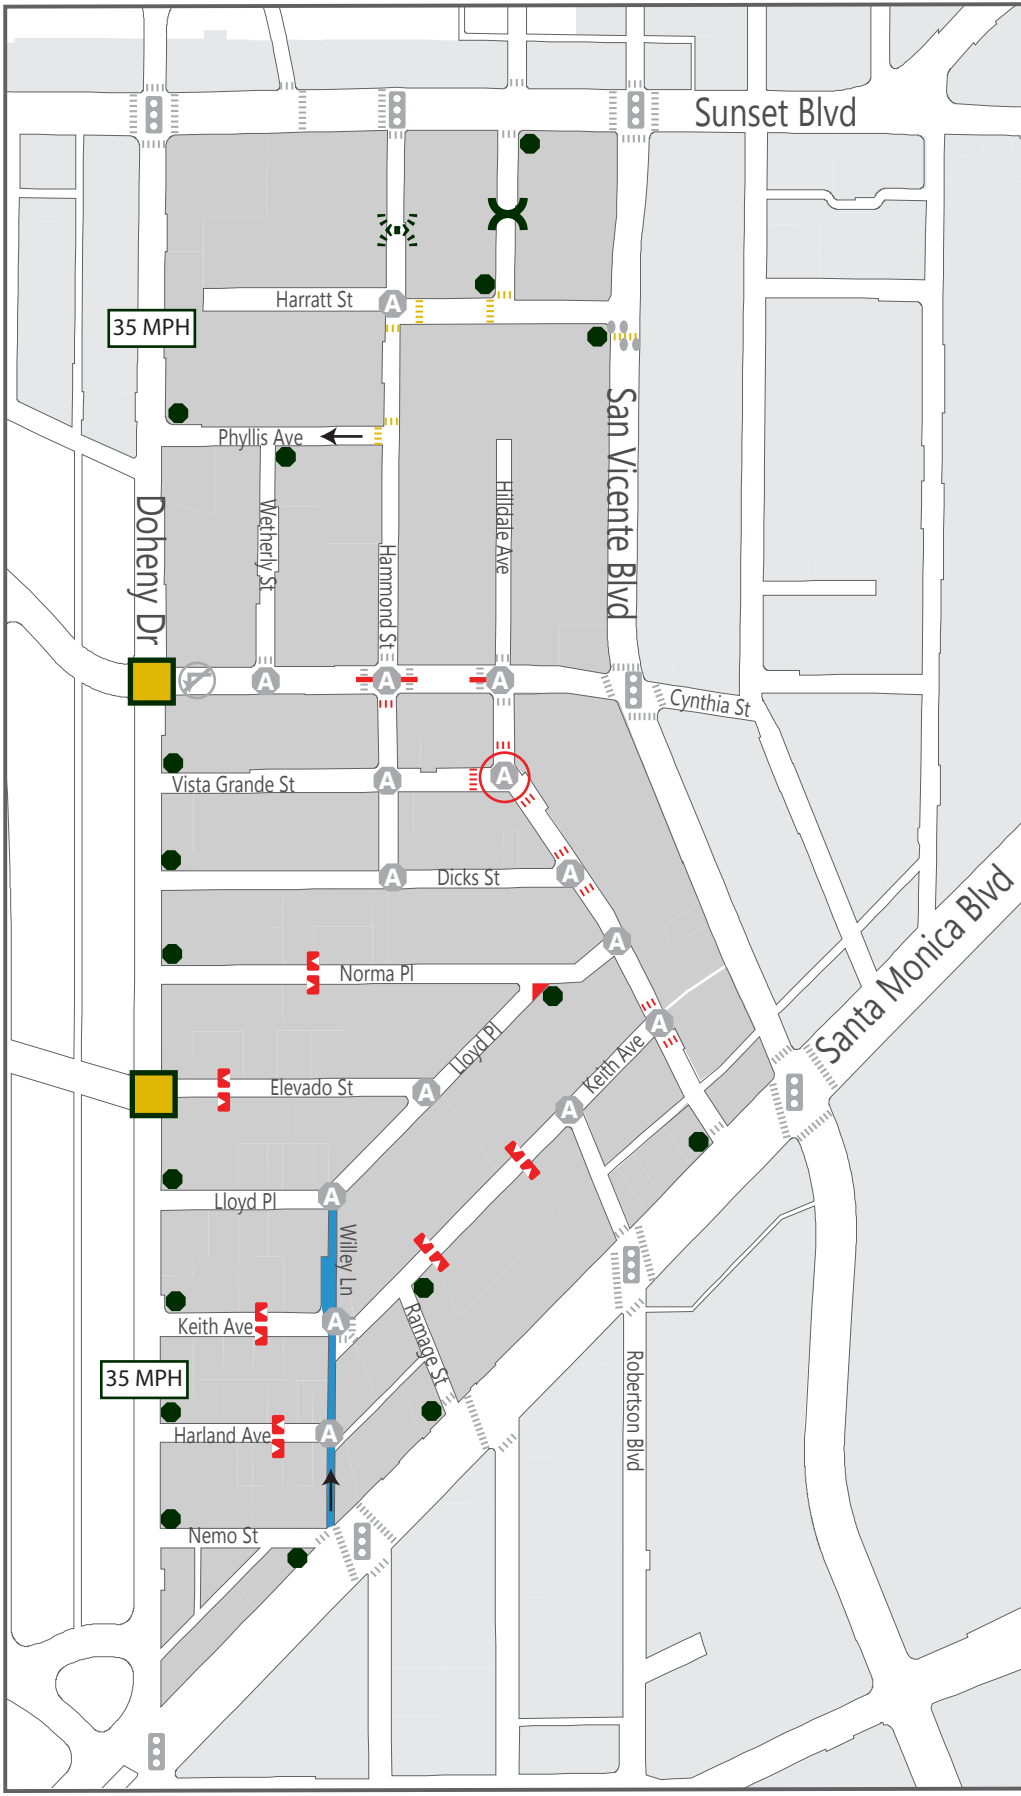 Sunset Blvd
Harratt St
A
35 MPH
San Vicente Blvd
Phyllis Ave
Doheny Dr
Wetherly St
Hammond St
Hilldale Ave
A
A
A
Cynthia St
Vista Grande St
A
A
A
Dicks St
A
A
Norma Pl
Santa Monica Blvd
A
Lloyd Pl
Keith Ave
Elevado St
A
A
Lloyd Pl
A
Willey Ln
Keith Ave
A
Ramage St
35 MPH
Robertson Blvd
Harland Ave
A
Nemo St